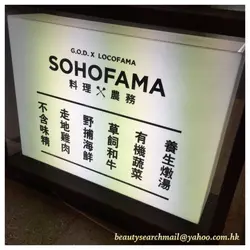 G.O.D. X LOCOFAMA
SOHOFAMA
料理 農務
養生燉湯
有機蔬菜
草飼和牛
野捕海鮮
走地雞肉
不含味精
beautysearchmail@yahoo.com.hk